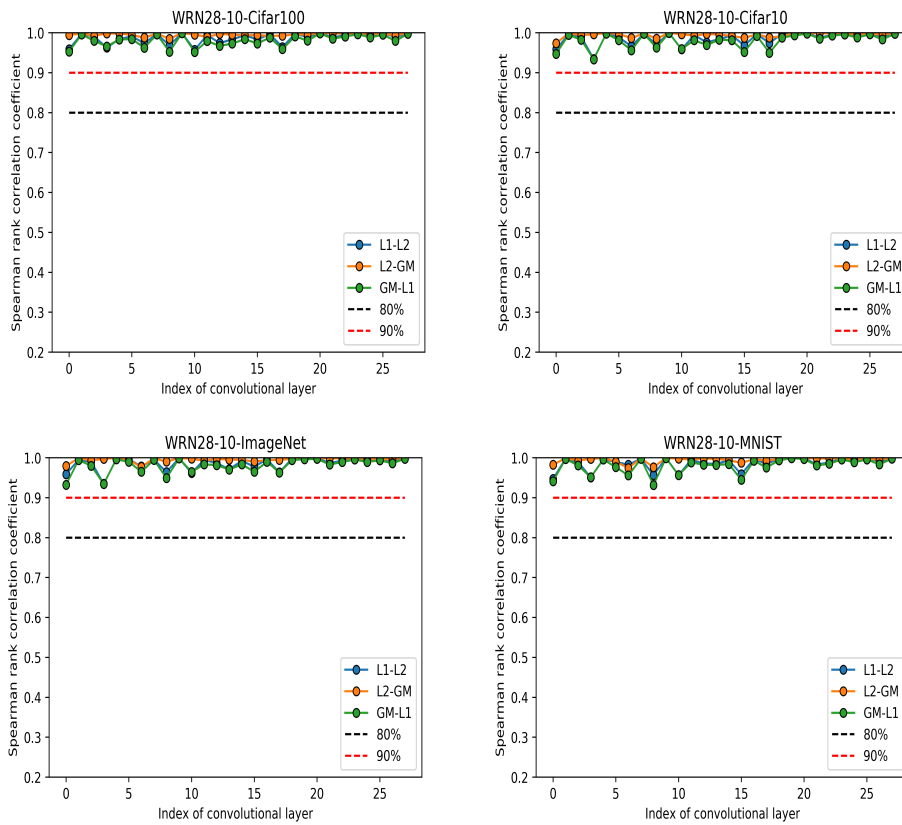 WRN28-10-Cifar100
Spearman rank correlation coefficient
1.0
0.9
0.8
0.7
0.6
0.5
0.4
0.3
0.2
L1-L2
L2-GM
GM-L1
80%
90%
0 5 10 15 20 25
Index of convolutional layer
WRN28-10-Cifar10
Spearman rank correlation coefficient
1.0
0.9
0.8
0.7
0.6
0.5
0.4
0.3
0.2
L1-L2
L2-GM
GM-L1
80%
90%
0 5 10 15 20 25
Index of convolutional layer
WRN28-10-ImageNet
Spearman rank correlation coefficient
1.0
0.9
0.8
0.7
0.6
0.5
0.4
0.3
0.2
L1-L2
L2-GM
GM-L1
80%
90%
0 5 10 15 20 25
Index of convolutional layer
WRN28-10-MNIST
Spearman rank correlation coefficient
1.0
0.9
0.8
0.7
0.6
0.5
0.4
0.3
0.2
L1-L2
L2-GM
GM-L1
80%
90%
0 5 10 15 20 25
Index of convolutional layer